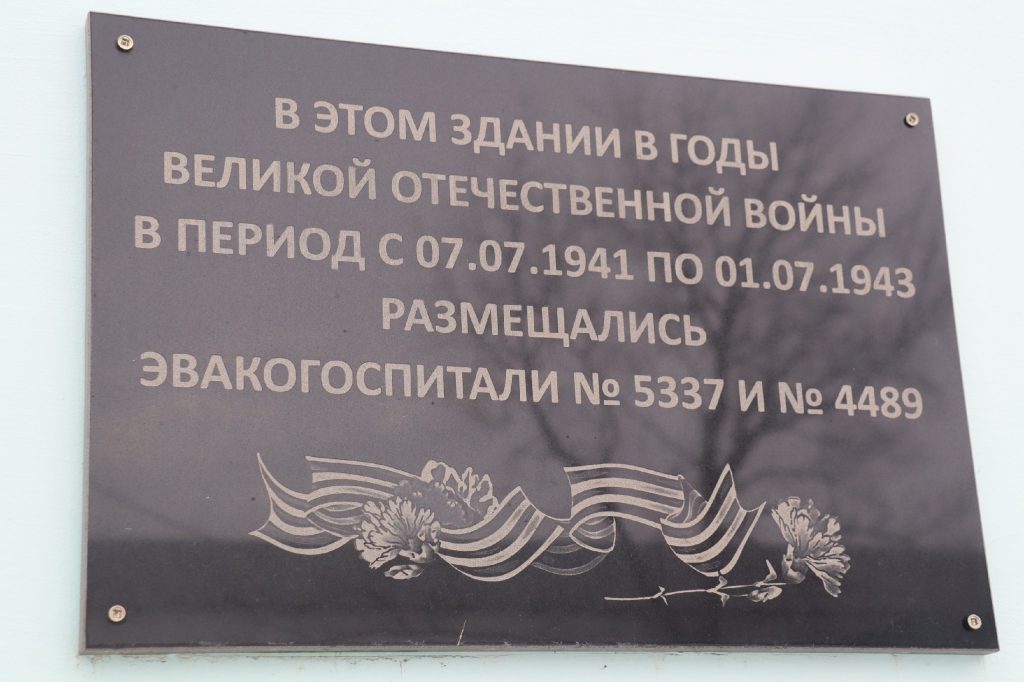 В ЭТОМ ЗДАНИИ В ГОДЫ
ВЕЛИКОЙ ОТЕЧЕСТВЕННОЙ ВОЙНЫ
В ПЕРИОД С 07.07.1941 ПО 01.07.1943
РАЗМЕЩАЛИСЬ
ЭВАКОГОСПИТАЛИ № 5337 И № 4489